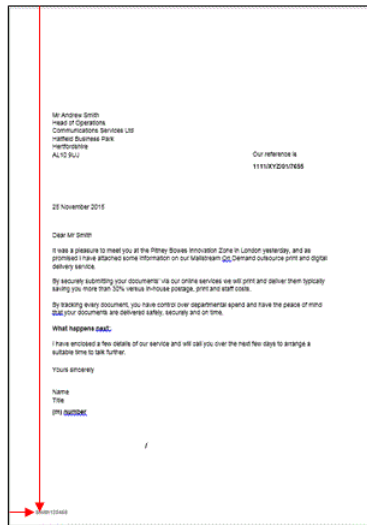 Mr Andrew Smith
Head of Operations
Communications Services Ltd
Hatfield Business Park
Hertfordshire
AL10 9UJ
Our reference is
1111/XYZ/01/7655
25 November 2015
Dear Mr Smith
It was a pleasure to meet you at the Pitney Bowes Innovation Zone in London yesterday, and as
promised I have attached some information on our Mailstream On Demand outsource print and digital
delivery service.
By securely submitting your documents' via our online services we will print and deliver them typically
saving you more than 30% versus in-house postage, print and staff costs.
By tracking every document, you have control over departmental spend and have the peace of mind
that your documents are delivered safely, securely and on time.
What happens next:
I have enclosed a few details of our service and will call you over the next few days to arrange a
suitable time to talk further.
Yours sincerely
Name
Title
(m) number
/